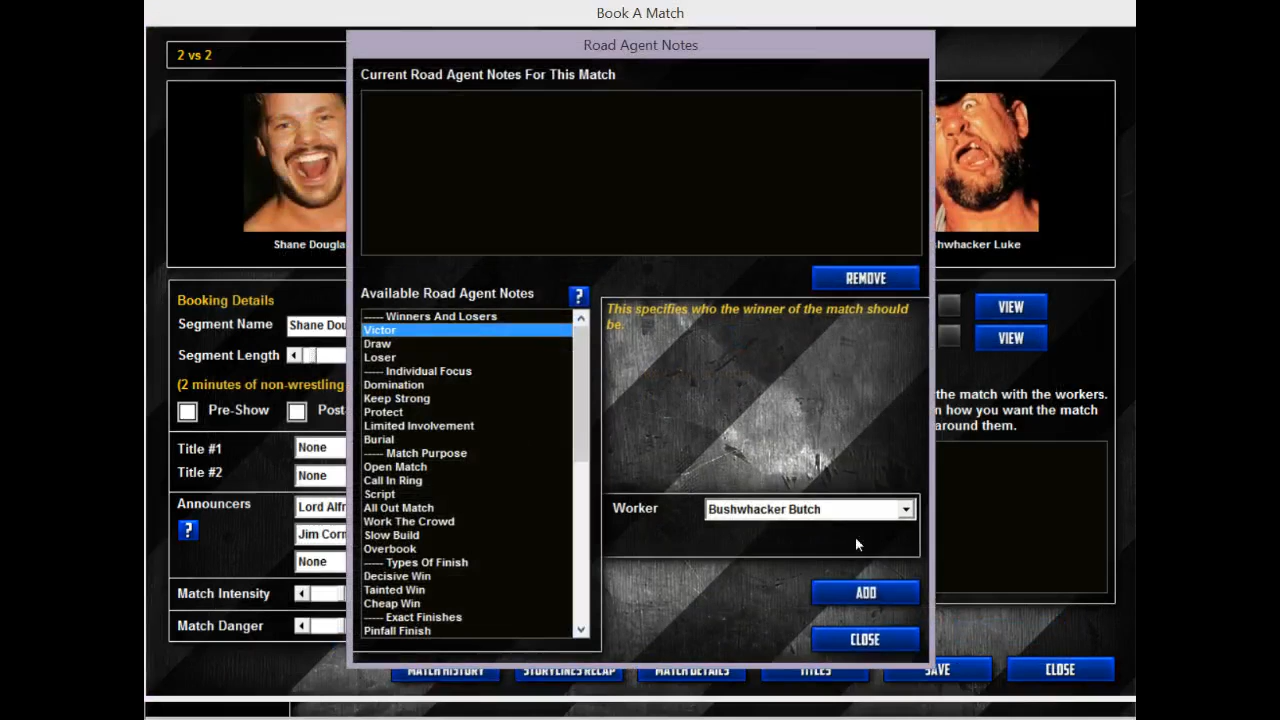 Book A Match
Road Agent Notes
2 vs 2
Current Road Agent Notes For This Match
Shane Dougla
hwhacker Luke
REMOVE
Booking Details
Available Road Agent Notes
?
Segment Name
Shane Dou
Segment Length
(2 minutes of non-wrestling
Pre-Show
Post
Title #1
None
Title #2
None
Announcers
Lord Alfr
?
Jim Corn
None
Match Intensity
Match Danger
----- Winners And Losers
Victor
Draw
Loser
----- Individual Focus
Domination
Keep Strong
Protect
Limited Involvement
Burial
----- Match Purpose
Open Match
Call In Ring
Script
All Out Match
Work The Crowd
Slow Build
Overbook
----- Types Of Finish
Decisive Win
Tainted Win
Cheap Win
----- Exact Finishes
Pinfall Finish
This specifies who the winner of the match should
be.
Worker
Bushwhacker Butch
ADD
CLOSE
VIEW
VIEW
the match with the workers.
n how you want the match
around them.
MATCH HISTORY
STORYLINES RECAP
MATCH DETAILS
TITLES
SAVE
CLOSE